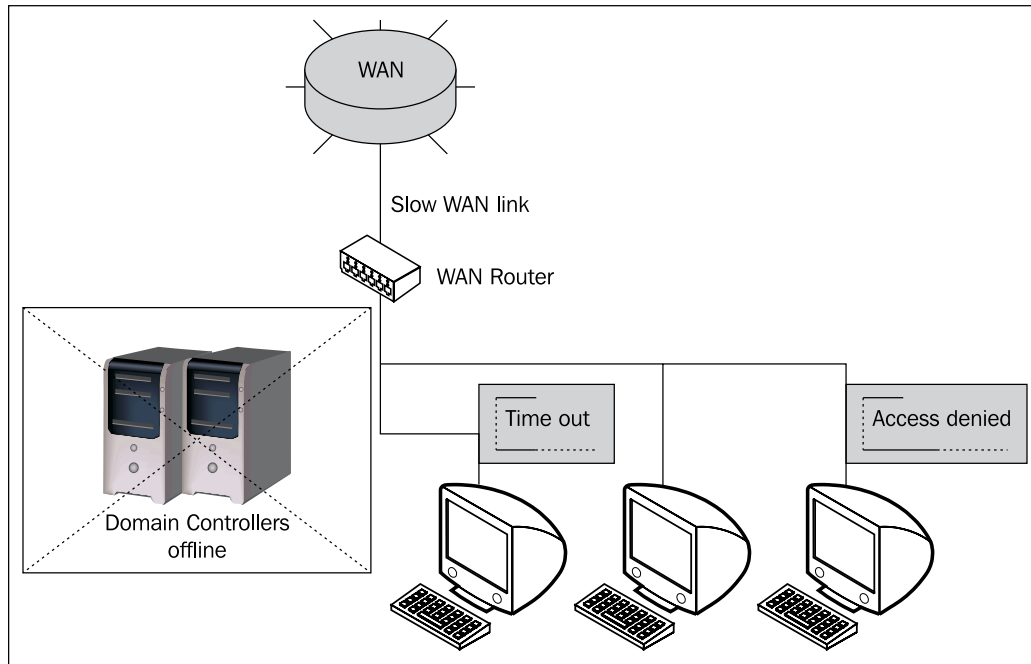 WAN
Slow WAN link
WAN Router
Time out
Access denied
Domain Controllers
offline